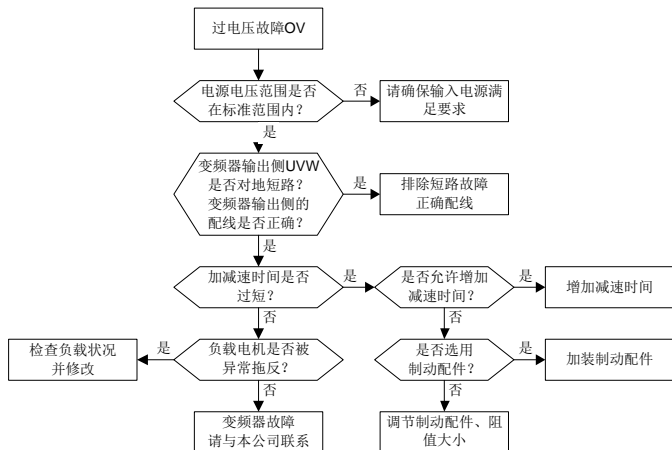 过电压故障OV
电源电压范围是否
在标准范围内？
否
请确保输入电源满
足要求
是
变频器输出侧UVW
是否对地短路？
变频器输出侧的
配线是否正确？
是
排除短路故障
正确配线
是
加减速时间是否
过短？
是
是否允许增加
减速时间？
是
增加减速时间
否
否
检查负载状况
并修改
是
负载电机是否被
异常拖反？
是否选用
制动配件？
是
加装制动配件
否
否
变频器故障
请与本公司联系
调节制动配件、阻
值大小